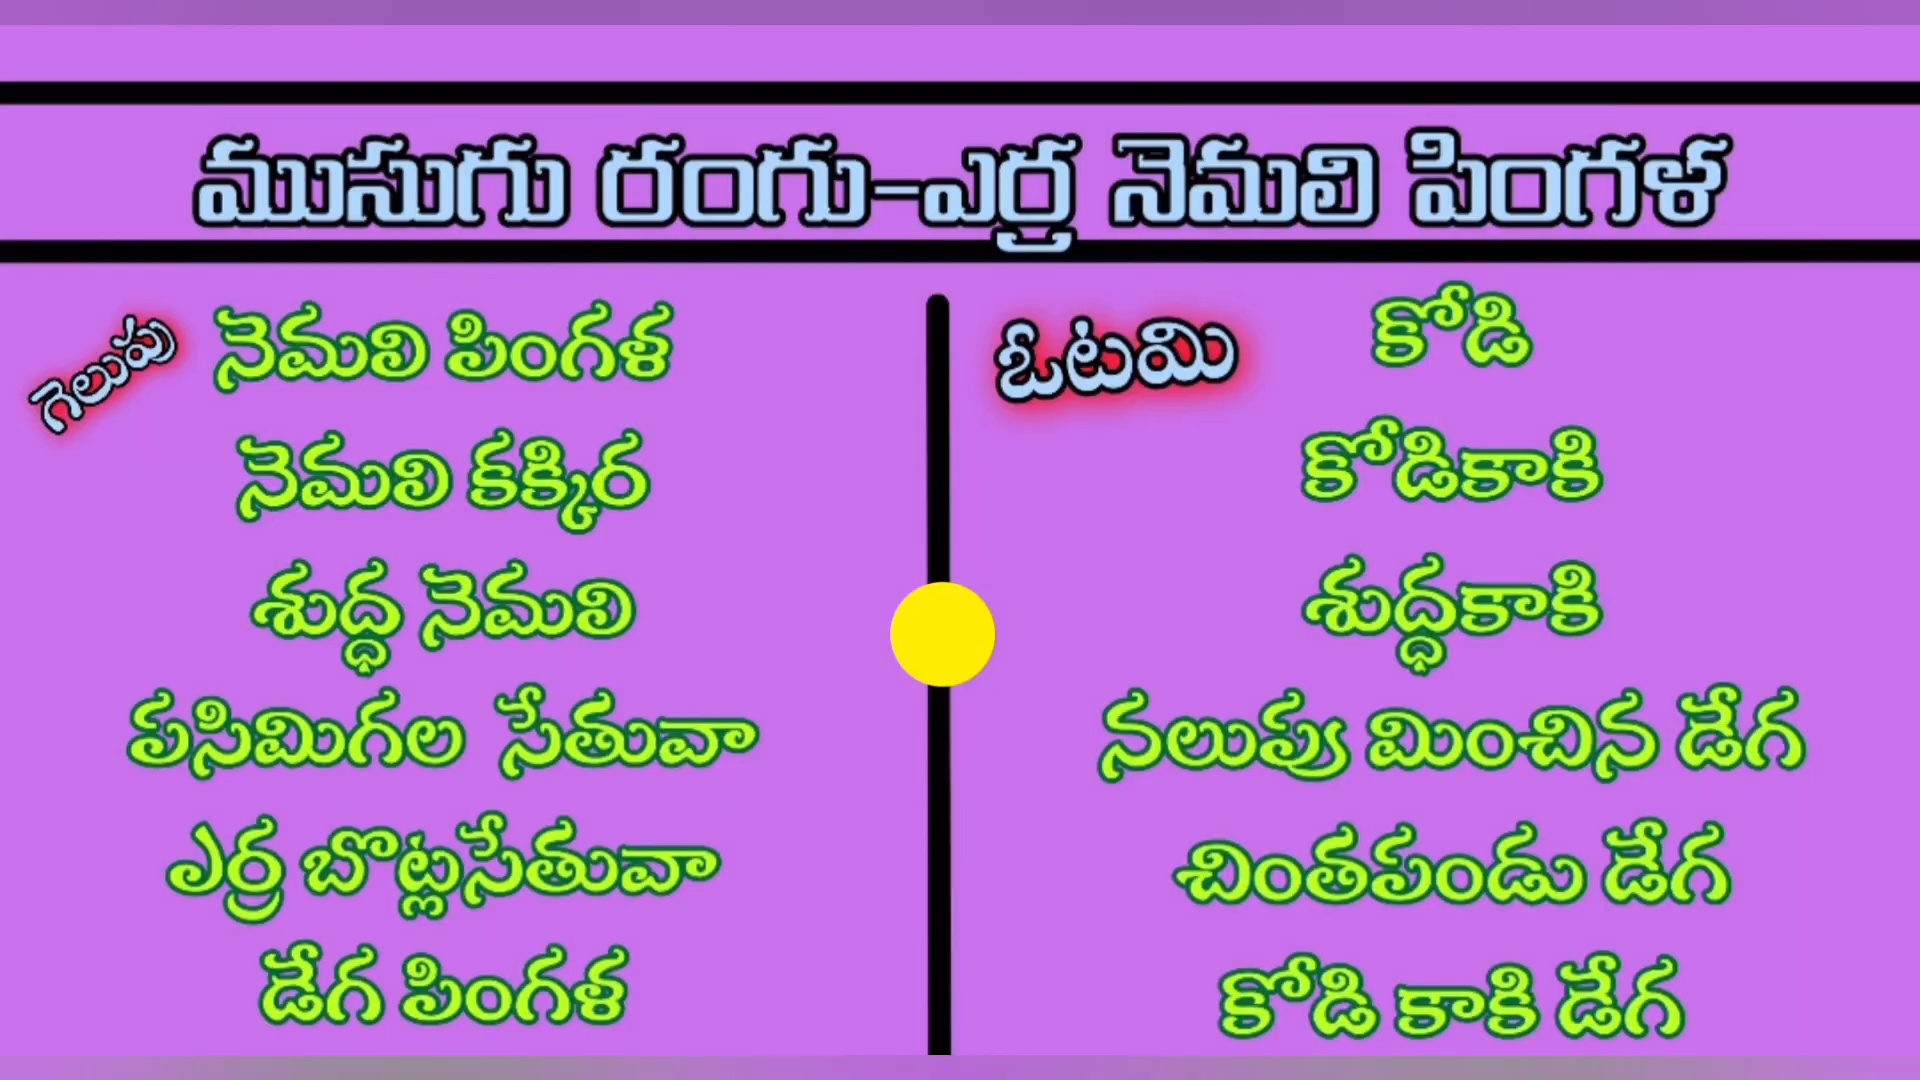 ముసుగు రంగు-ఎర్ర నెమలి పింగళ
గెలుపు
నెమలి పింగళ
నెమలి కక్కిర
శుద్ధ నెమలి
పసిమిగల సేతువా
ఎర్ర బొట్లసేతువా
డేగ పింగళ
ఓటమి
కోడి
కోడికాకి
శుద్ధకాకి
నలుపు మించిన డేగ
చింతపండు డేగ
కోడి కాకి డేగ